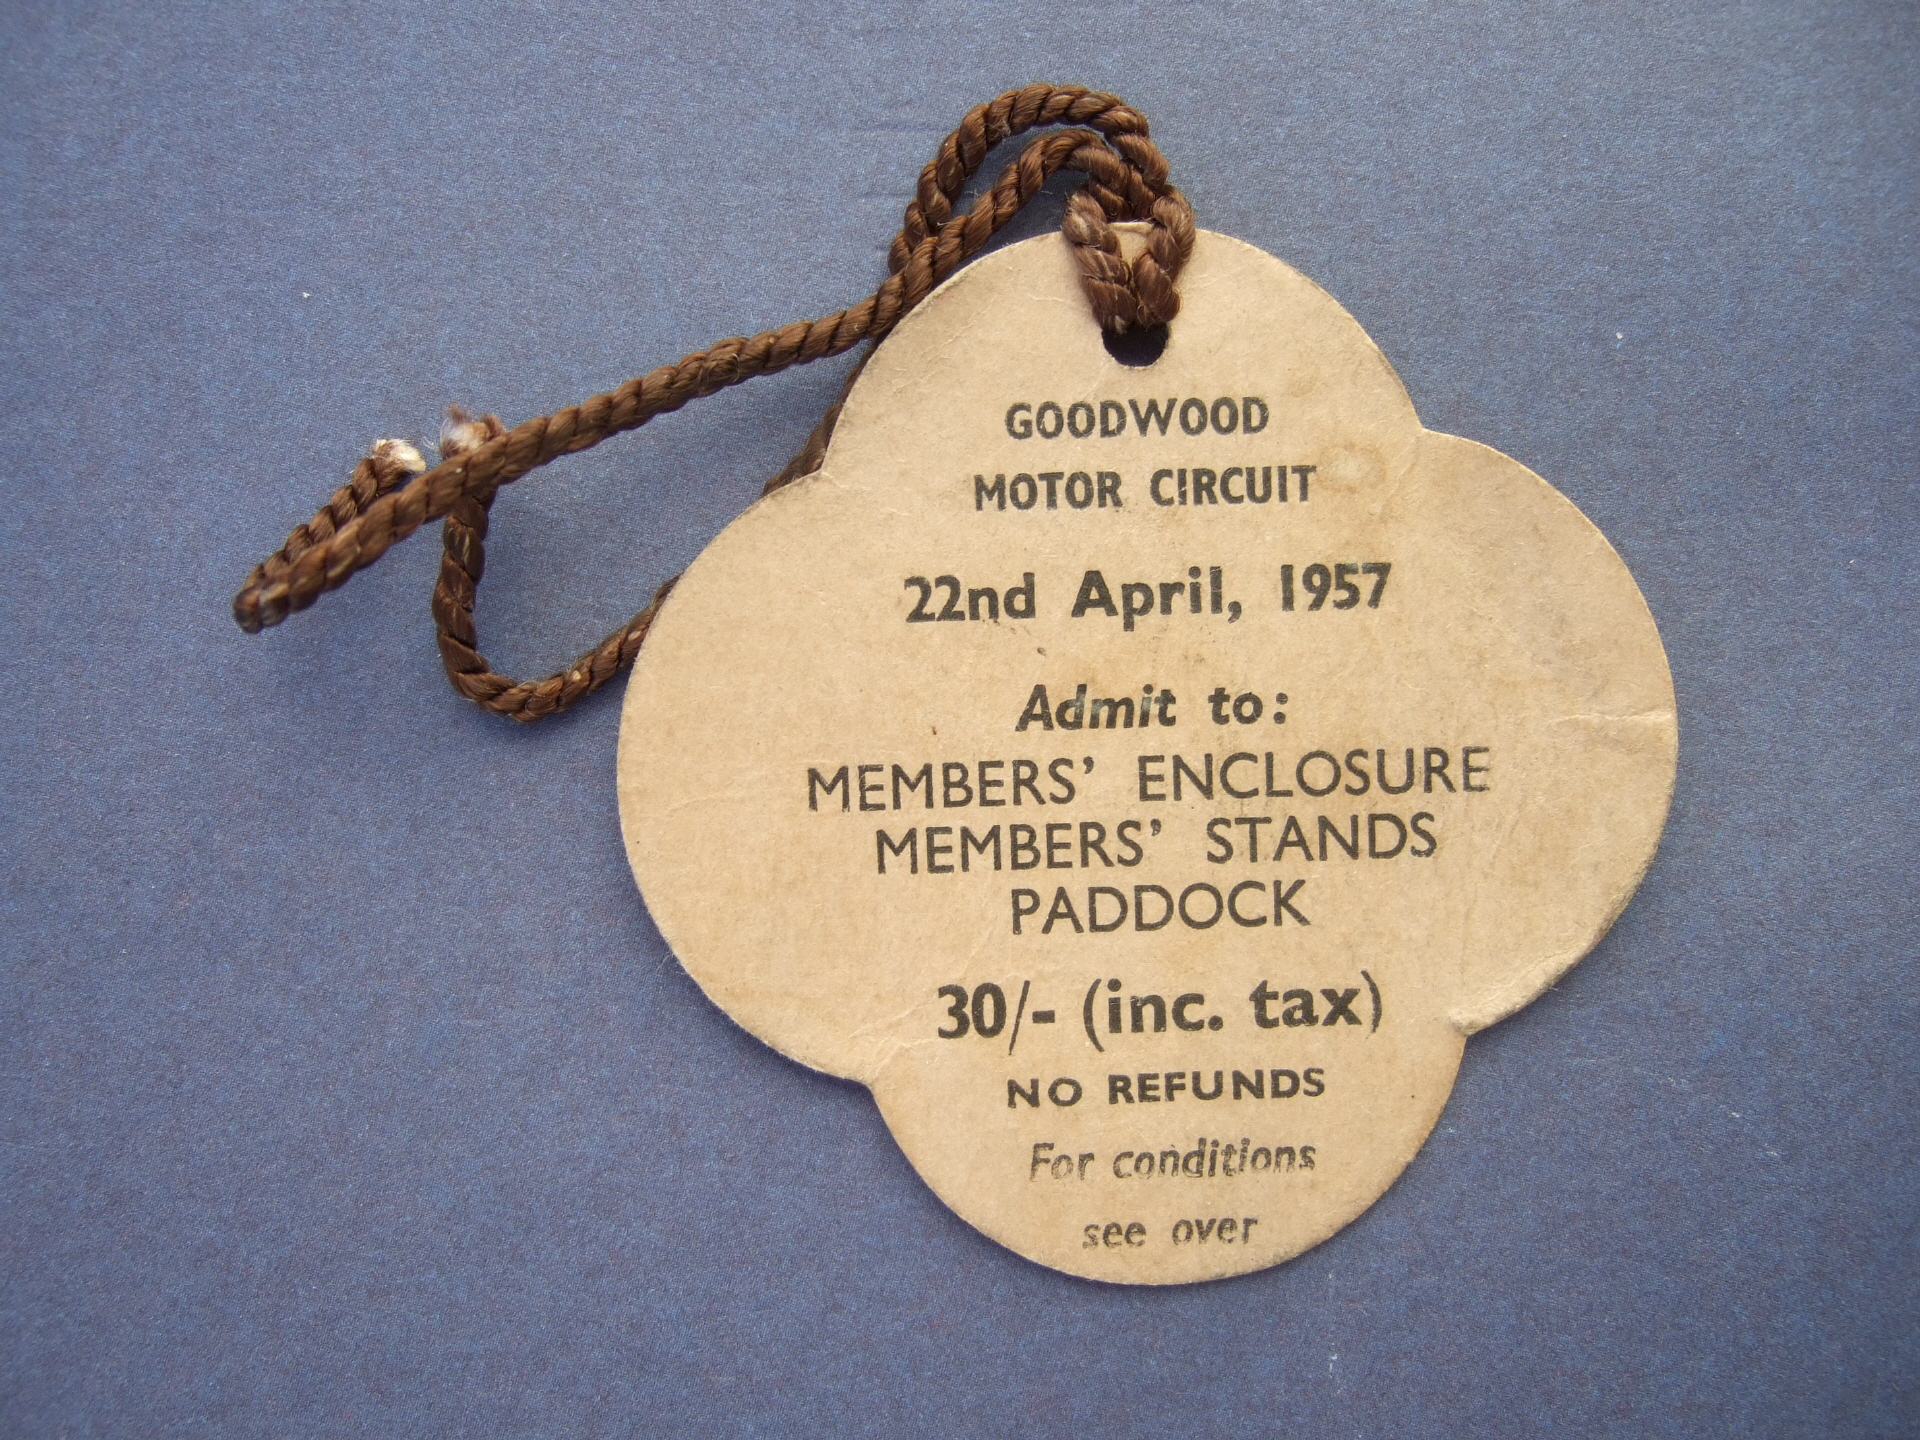 GOODWOOD
MOTOR CIRCUIT
22nd April, 1957
Admit to:
MEMBERS' ENCLOSURE
MEMBERS' STANDS
PADDOCK
30/- (inc. tax)
NO REFUNDS
For conditions
see over